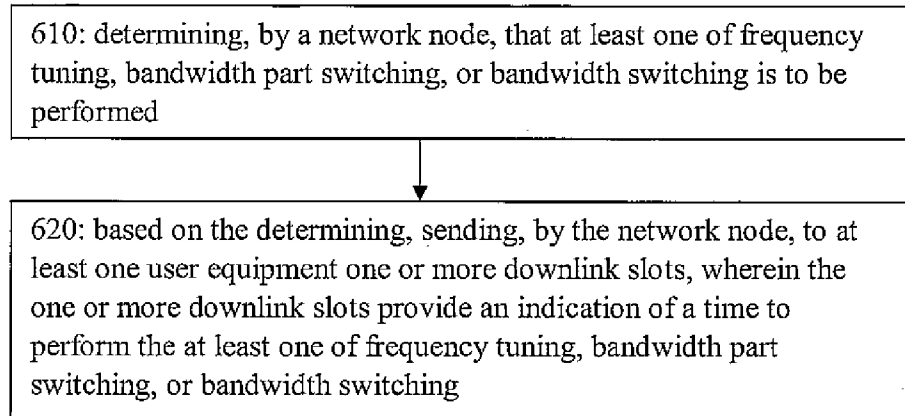 610: determining, by a network node, that at least one of frequency
tuning, bandwidth part switching, or bandwidth switching is to be
performed
620: based on the determining, sending, by the network node, to at
least one user equipment one or more downlink slots, wherein the
one or more downlink slots provide an indication of a time to
perform the at least one of frequency tuning, bandwidth part
switching, or bandwidth switching